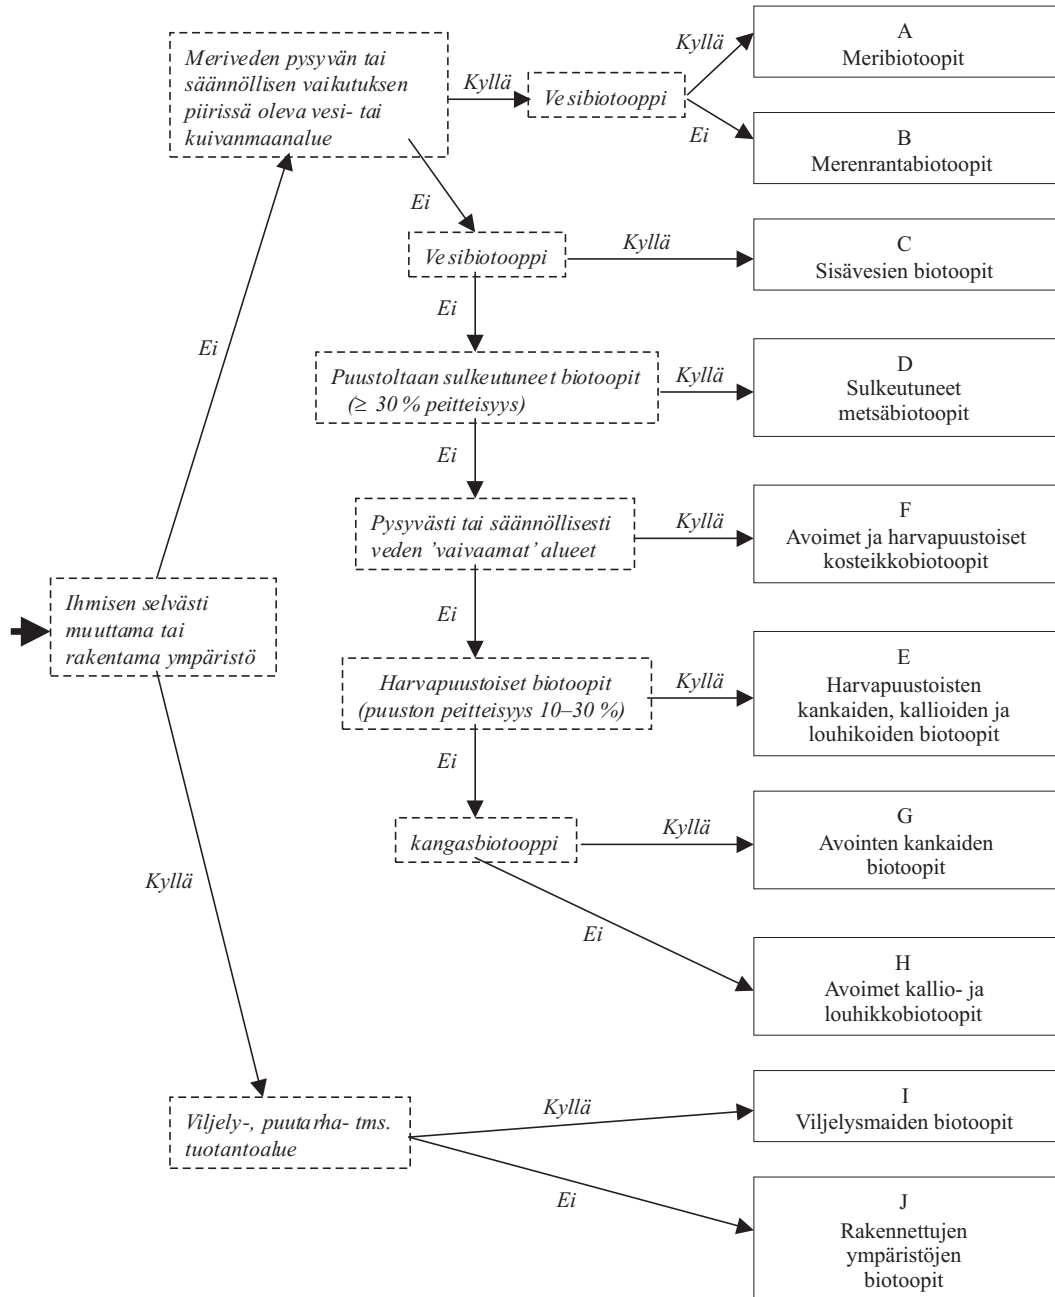 Meriveden pysyvän tai
säännöllisen vaikutuksen
piirissä oleva vesi- tai
kuivanmaanalue
Kyllä
Vesibiotooppi
Kyllä
A
Meribiotoopit
Ei
B
Merenrantabiotoopit
Ei
Vesibiotooppi
Kyllä
C
Sisävesien biotoopit
Ei
Ei
Puustoltaan sulkeutuneet biotoopit
(≥ 30 % peitteisyys)
Kyllä
D
Sulkeutuneet
metsäbiotoopit
Ei
Pysyvästi tai säännöllisesti
veden ’vaivaamat’ alueet
Kyllä
F
Avoimet ja harvapuustoiset
kosteikkobiotoopit
Ei
Ihmisen selvästi
muuttama tai
rakentama ympäristö
Harvapuustoiset biotoopit
(puuston peitteisyys 10–30 %)
Kyllä
E
Harvapuustoisten
kankaiden, kallioiden ja
louhikoiden biotoopit
Ei
kangasbiotooppi
Kyllä
G
Avointen kankaiden
biotoopit
Kyllä
Ei
H
Avoimet kallio- ja
louhikkobiotoopit
Viljely-, puutarha- tms.
tuotantoalue
Kyllä
I
Viljelysmaiden biotoopit
Ei
J
Rakennettujen
ympäristöjen
biotoopit